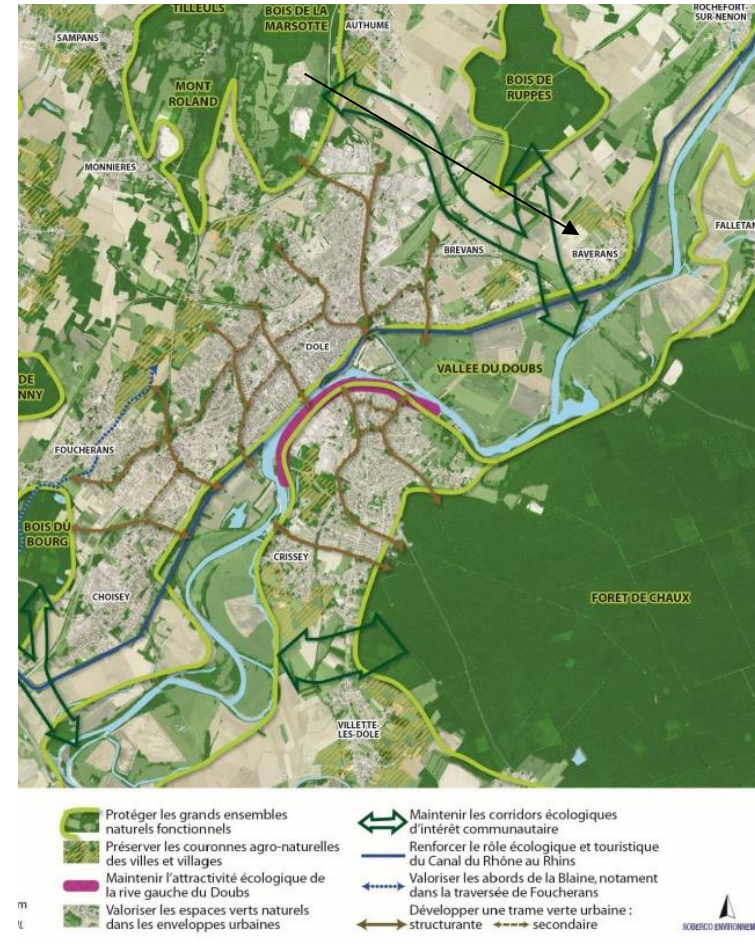 TILLEULS
BOIS DE LA
MARSOTTE
AUTHUME
ROCHEFORT-
SUR-NENON
SAMPANS
MONT
ROLAND
BOIS DE
RUPPES
MONNIERES
FALLETAN
BREVANS
BAVERANS
DOLE
VALLEE DU DOUBS
DE
NNY
FOUCHERANS
BOIS DU
BOURG
CRISSEY
CHOISEY
FORET DE CHAUX
VILLETTE-
LES-DOLE
Protéger les grands ensembles
naturels fonctionnels
Préserver les couronnes agro-naturelles
des villes et villages
Maintenir l'attractivité écologique de
la rive gauche du Doubs
Valoriser les espaces verts naturels
dans les enveloppes urbaines
Maintenir les corridors écologiques
d'intérêt communautaire
Renforcer le rôle écologique et touristique
du Canal du Rhône au Rhins
Valoriser les abords de la Blaine, notament
dans la traversée de Foucherans
Développer une trame verte urbaine :
structurante secondaire
m
SOBERCO ENVIRONNEM